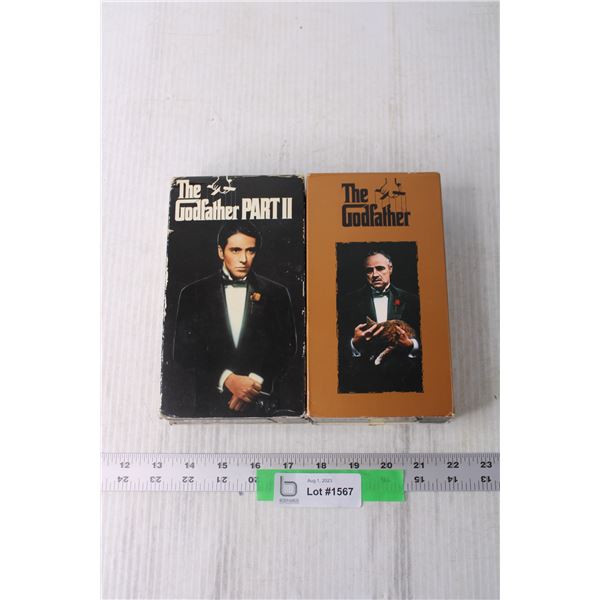 The
Godfather PART II
The
Godfather
12 13 14 15 16 17 18 19 20 21 22 23
24 23 22 21 20 15 14 13
Aug 1, 2023
Lot #1567